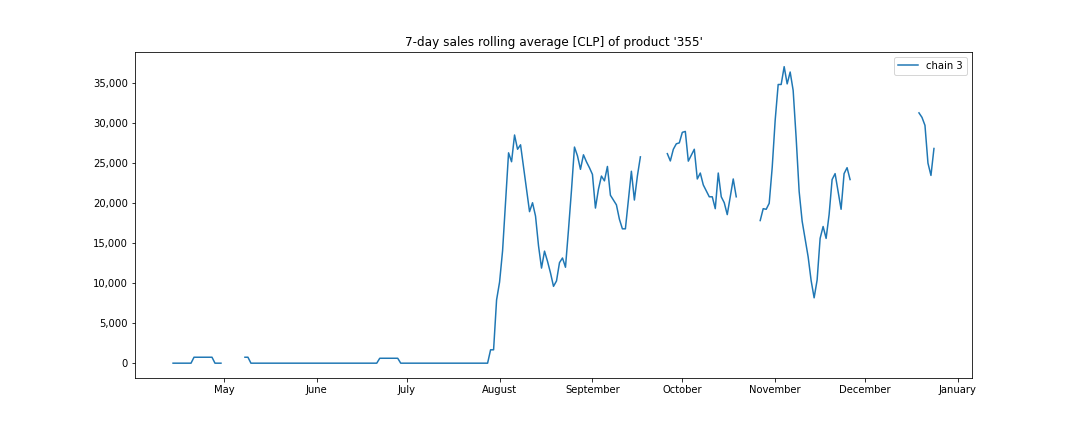 7-day sales rolling average [CLP] of product '355'
chain 3
35,000
30,000
25,000
20,000
15,000
10,000
5,000
0
May June July August September October November December January